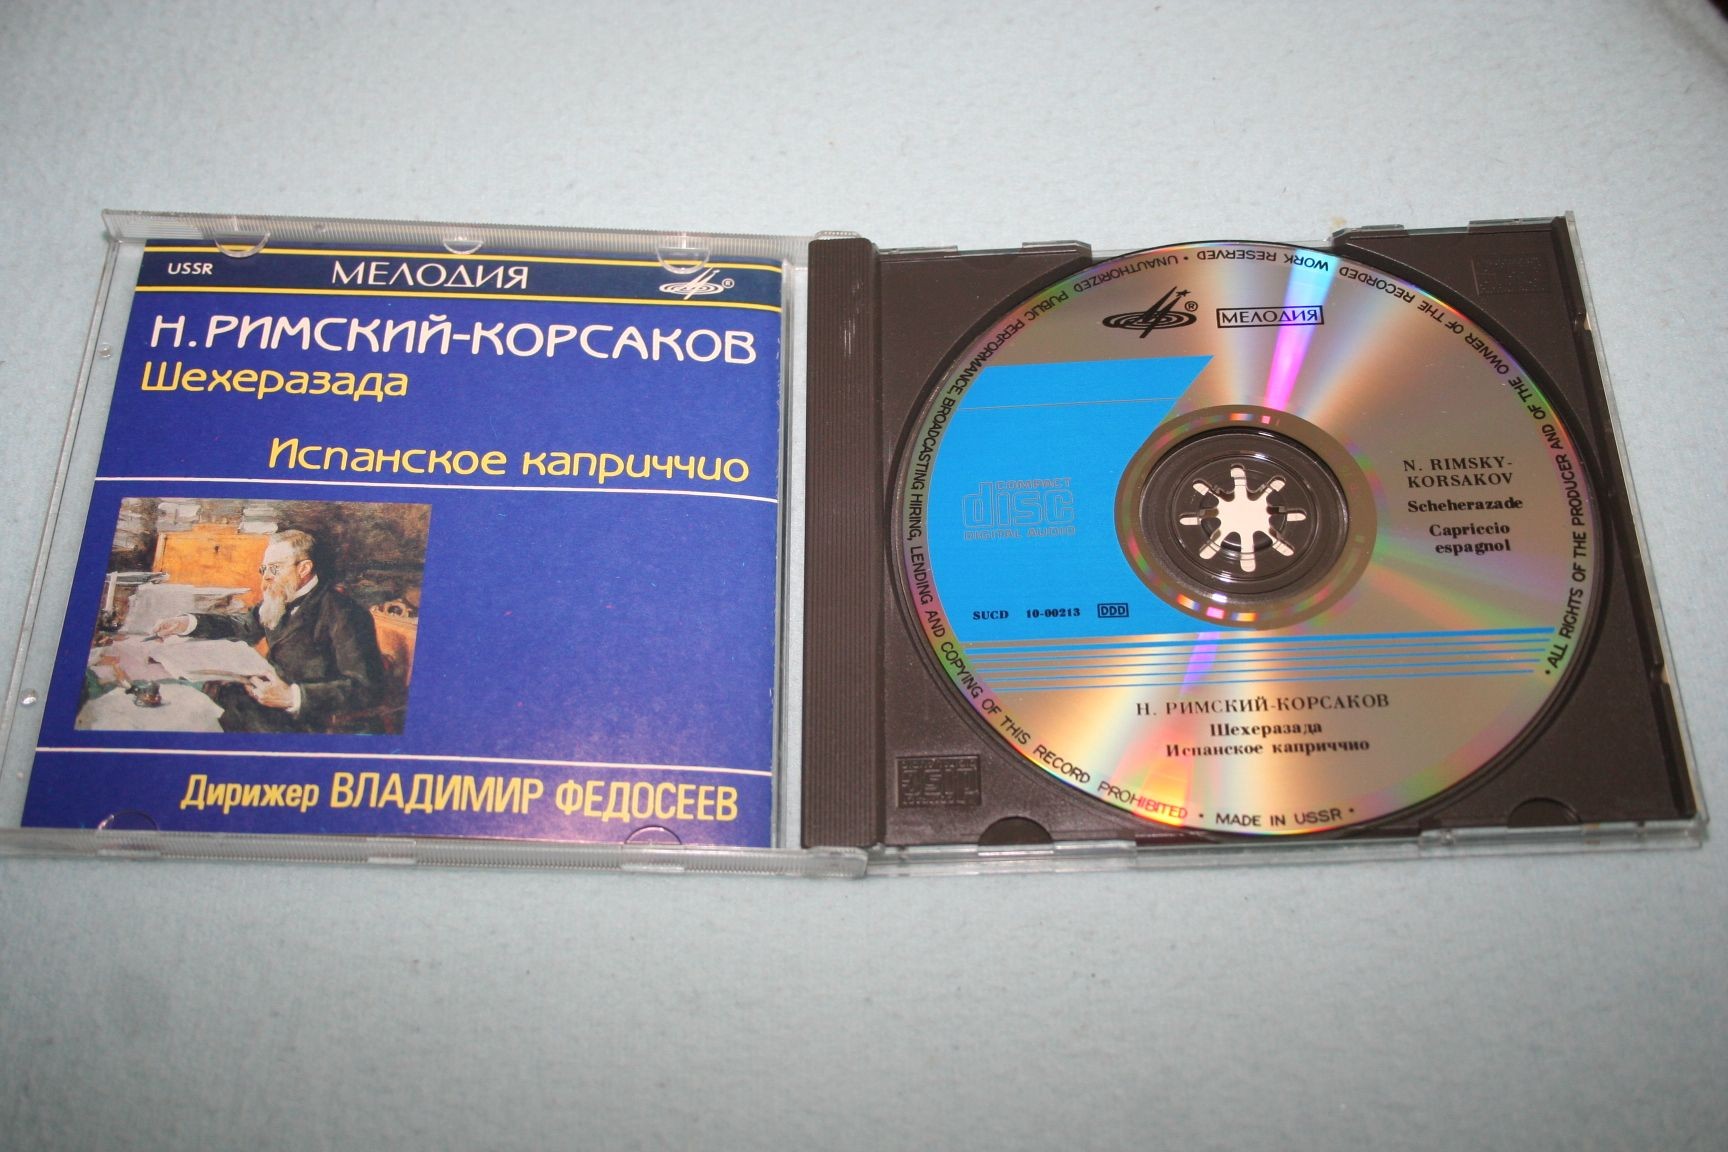 USSR
МЕЛОДИЯ
®
Н. РИМСКИЙ-КОРСАКОВ
Шехеразада
Испанское каприччио
Дирижер ВЛАДИМИР ФЕДОСЕЕВ
®
МЕЛОДИЯ
N. RIMSKY-
KORSAKOV
Scheherazade
Capriccio
espagnol
COMPACT
disc
DIGITAL AUDIO
SUCD 10-00213 DDD
Н. РИМСКИЙ-КОРСАКОВ
Шехеразада
Испанское каприччио
• ALL RIGHTS OF THE PRODUCER AND OF THE OWNER OF THE RECORDED WORK RESERVED • UNAUTHORIZED PUBLIC PERFORMANCE, BROADCASTING HIRING, LENDING AND COPYING OF THIS RECORD PROHIBITED • MADE IN USSR •